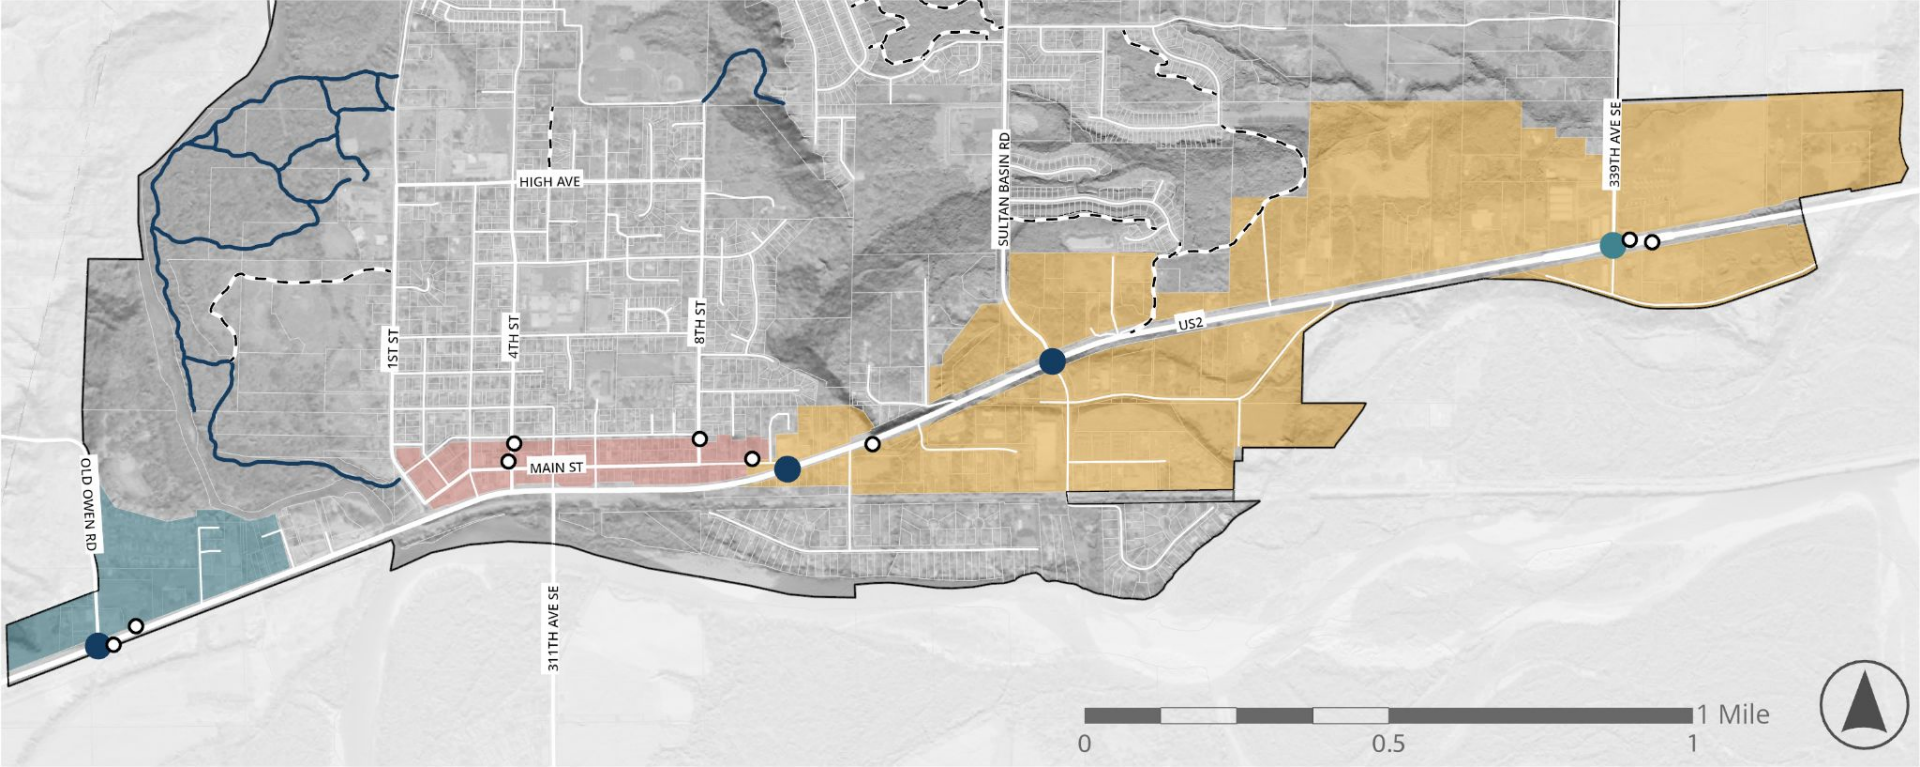 HIGH AVE
SULTAN BASIN RD
339TH AVE SE
1ST ST
4TH ST
8TH ST
US2
MAIN ST
OLD OWEN RD
311TH AVE SE
1 Mile
0 0.5 1